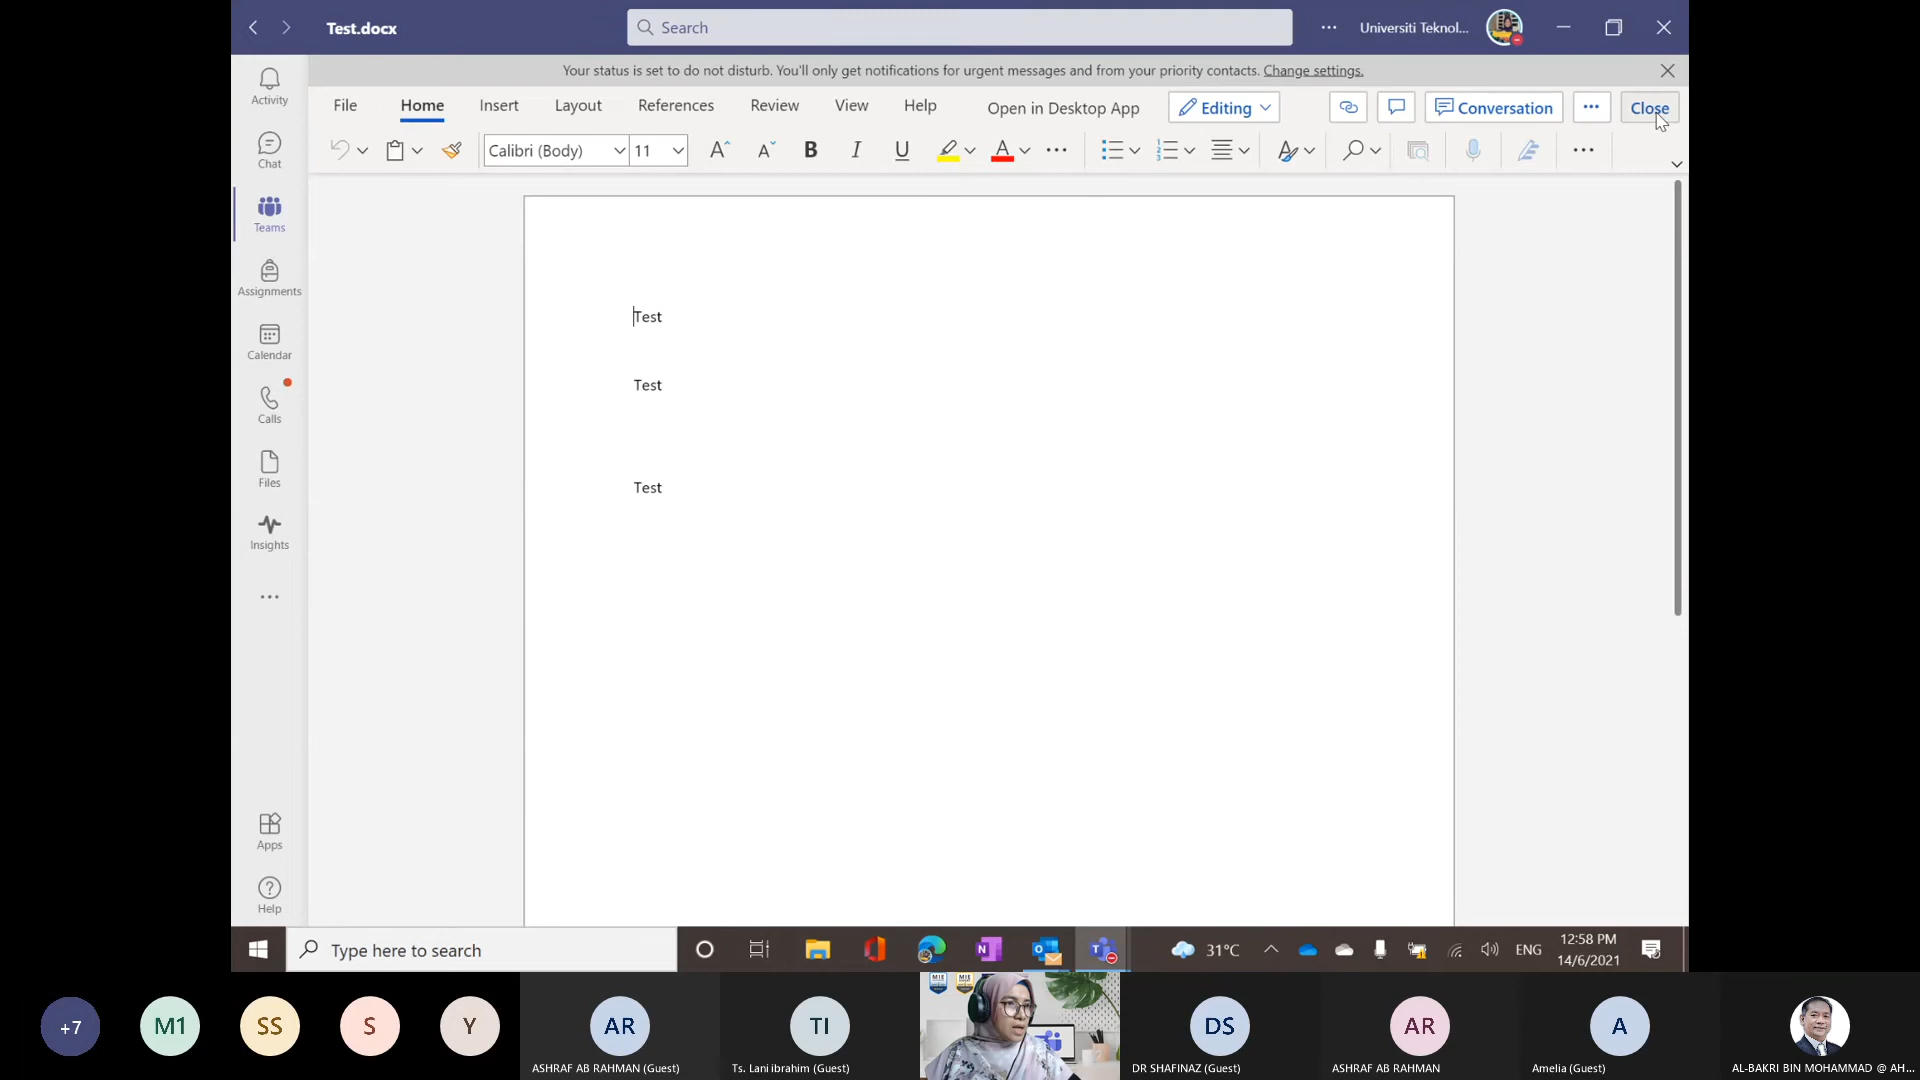 Test.docx
Search
Universiti Teknol...
Your status is set to do not disturb. You'll only get notifications for urgent messages and from your priority contacts. Change settings.
File Home Insert Layout References Review View Help Open in Desktop App Editing Conversation Close
Calibri (Body) 11 A A B I U A
Activity
Chat
Teams
Assignments
Calendar
Calls
Files
Insights
Apps
Help
Test
Test
Test
Type here to search
31°C
ENG
12:58 PM
14/6/2021
+7
M1
SS
S
Y
AR
ASHRAF AB RAHMAN (Guest)
TI
Ts. Lani ibrahim (Guest)
MIE
MIE
DS
DR SHAFINAZ (Guest)
AR
ASHRAF AB RAHMAN
A
Amelia (Guest)
AL-BAKRI BIN MOHAMMAD @ AH...